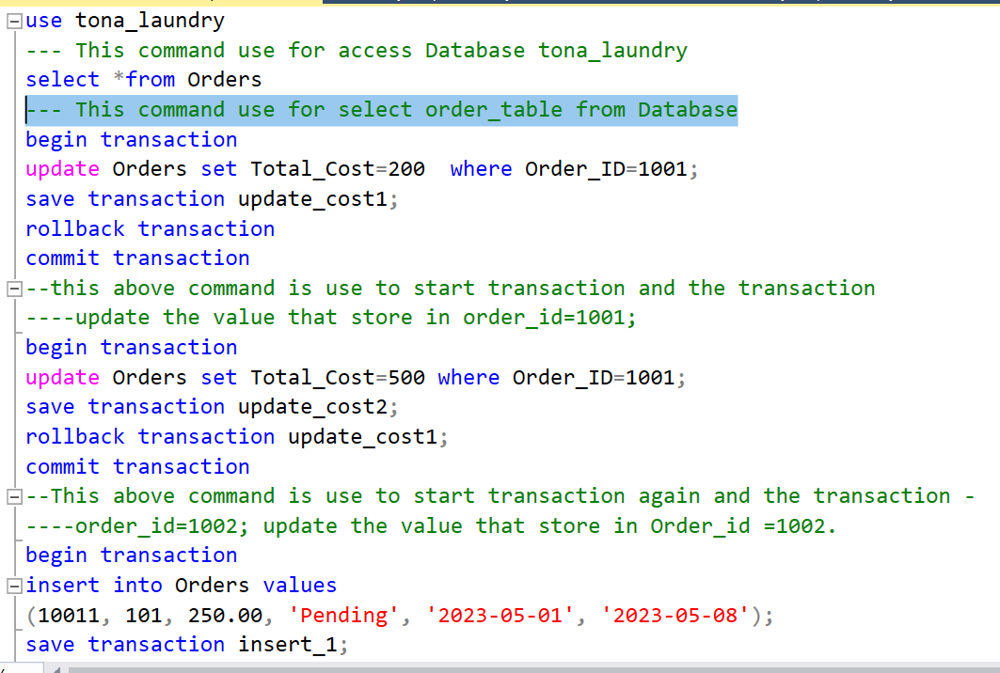 use tona_laundry
--- This command use for access Database tona_laundry
select *from Orders
--- This command use for select order_table from Database
begin transaction
update Orders set Total_Cost=200  where Order_ID=1001;
save transaction update_cost1;
rollback transaction
commit transaction
--this above command is use to start transaction and the transaction
----update the value that store in order_id=1001;
begin transaction
update Orders set Total_Cost=500 where Order_ID=1001;
save transaction update_cost2;
rollback transaction update_cost1;
commit transaction
--This above command is use to start transaction again and the transaction -
----order_id=1002; update the value that store in Order_id =1002.
begin transaction
insert into Orders values
(10011, 101, 250.00, 'Pending', '2023-05-01', '2023-05-08');
save transaction insert_1;